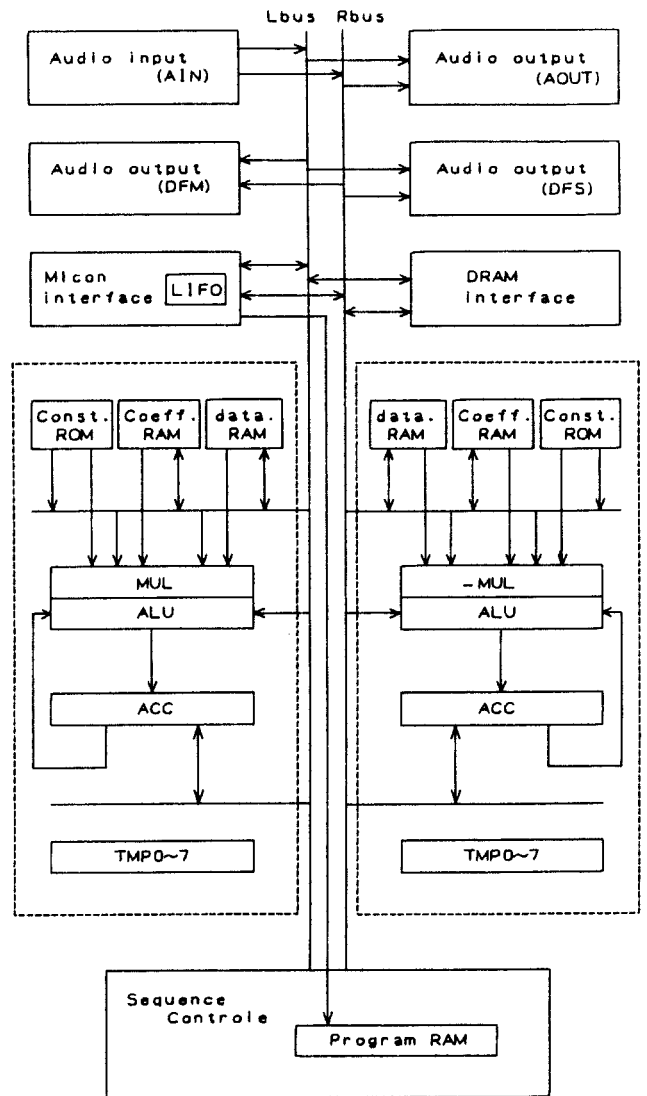 Lbus Rbus
Audio input
(AIN)
Audio output
(AOUT)
Audio output
(DFM)
Audio output
(DFS)
MIcon
interface
LIFO
DRAM
interface
Const.
ROM
Coeff.
RAM
data.
RAM
data.
RAM
Coeff.
RAM
Const.
ROM
MUL
ALU
MUL
ALU
ACC
ACC
TMP0~7
TMP0~7
Sequence
Controle
Program RAM